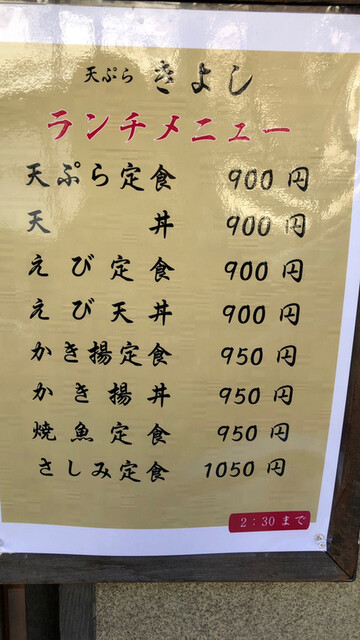 天ぷら きよし
ランチメニュー
天ぷら定食 900円
天丼 900円
えび定食 900円
えび天丼 900円
かき揚定食 950円
かき揚丼 950円
焼魚定食 950円
さしみ定食 1050円
2:30まで